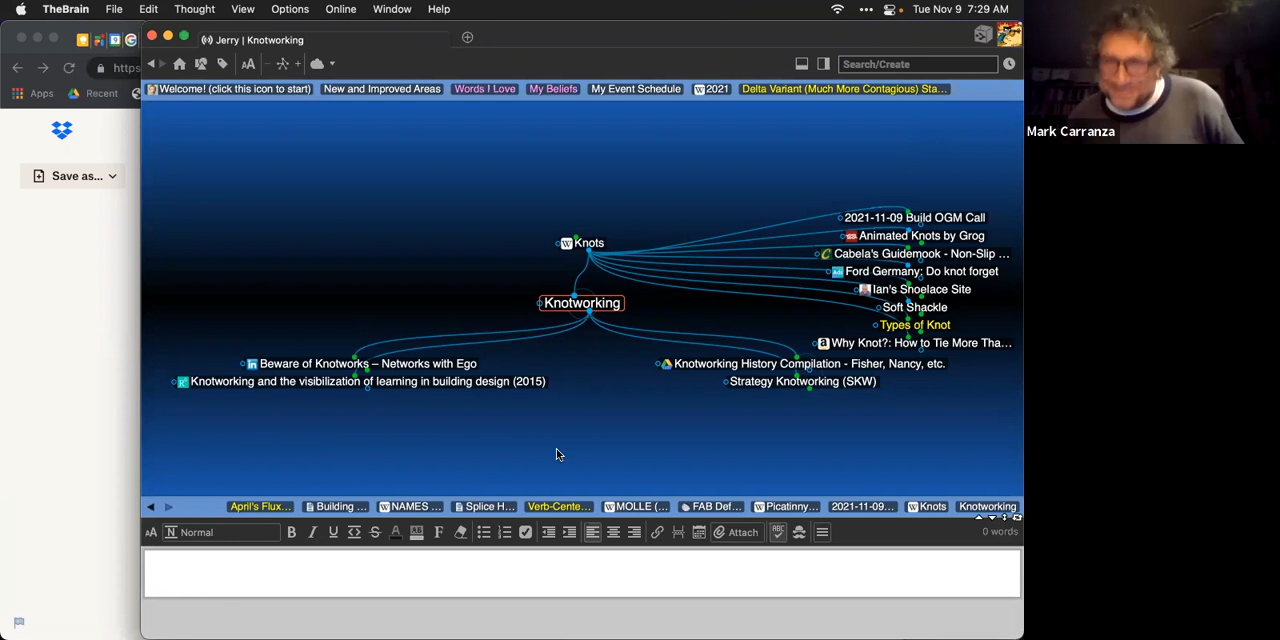 TheBrain File Edit Thought View Options Online Window Help Tue Nov 9 7:29 AM
Jerry | Knotworking
https
Search/Create
Apps Recent
Welcome! (click this icon to start) New and Improved Areas Words I Love My Beliefs My Event Schedule 2021 Delta Variant (Much More Contagious) Sta...
Mark Carranza
Save as...
2021-11-09 Build OGM Call
Knots
Animated Knots by Grog
Cabela's Guidemook - Non-Slip ...
Ford Germany; Do knot forget
Ian's Shoelace Site
Knotworking
Soft Shackle
Types of Knot
Why Knot?: How to Tie More Tha...
Beware of Knotworks – Networks with Ego
Knotworking History Compilation - Fisher, Nancy, etc.
Knotworking and the visibilization of learning in building design (2015)
Strategy Knotworking (SKW)
April's Flux... Building ... NAMES ... Splice H... Verb-Cente... MOLLE (... FAB Def... Picatinny... 2021-11-09... Knots Knotworking
AA N Normal B I U S A AB F Attach ABC 0 words